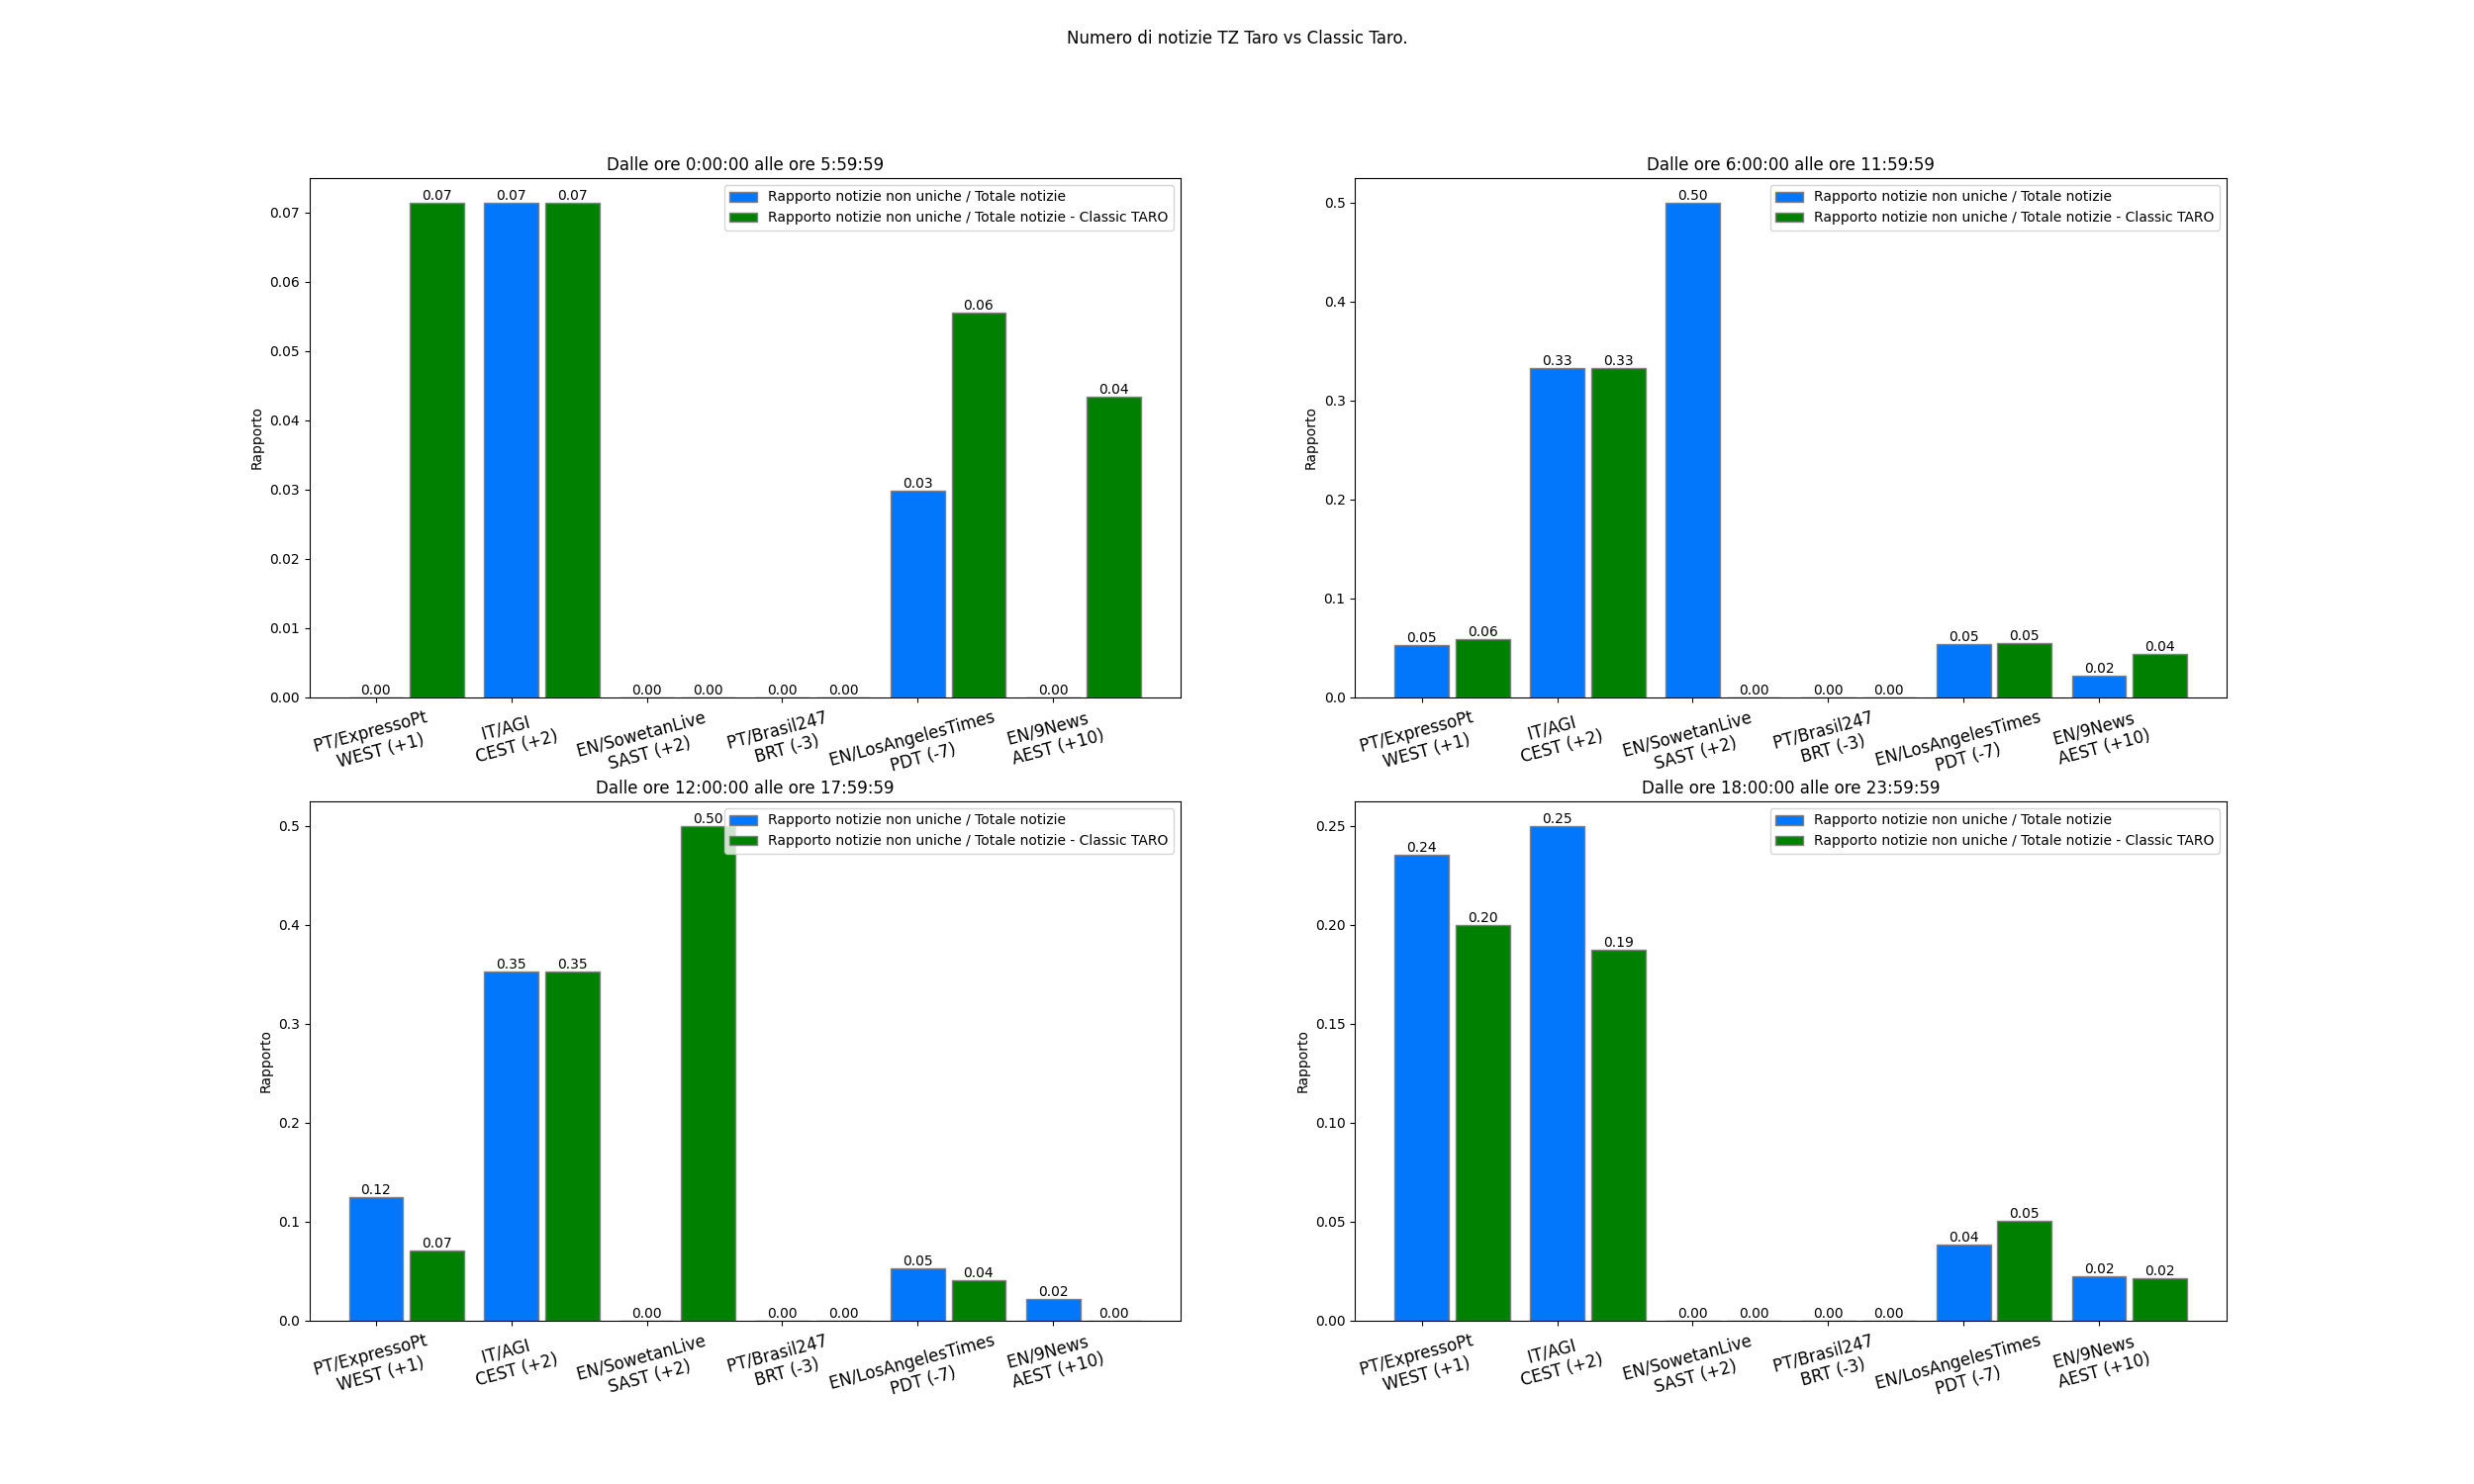 Numero di notizie TZ Taro vs Classic Taro.
Dalle ore 0:00:00 alle ore 5:59:59
Rapporto notizie non uniche / Totale notizie
Rapporto notizie non uniche / Totale notizie - Classic TARO
Rapporto
0.07
0.06
0.05
0.04
0.03
0.02
0.01
0.00
0.00
0.07
0.07
0.07
0.00
0.00
0.00
0.00
0.03
0.06
0.00
0.04
PT/ExpressoPt
WEST (+1)
IT/AGI
CEST (+2)
EN/SowetanLive
SAST (+2)
PT/Brasil247
BRT (-3)
EN/LosAngelesTimes
PDT (-7)
EN/9News
AEST (+10)
Dalle ore 6:00:00 alle ore 11:59:59
Rapporto notizie non uniche / Totale notizie
Rapporto notizie non uniche / Totale notizie - Classic TARO
Rapporto
0.5
0.4
0.3
0.2
0.1
0.0
0.05
0.06
0.33
0.33
0.50
0.00
0.00
0.00
0.05
0.05
0.02
0.04
PT/ExpressoPt
WEST (+1)
IT/AGI
CEST (+2)
EN/SowetanLive
SAST (+2)
PT/Brasil247
BRT (-3)
EN/LosAngelesTimes
PDT (-7)
EN/9News
AEST (+10)
Dalle ore 12:00:00 alle ore 17:59:59
Rapporto notizie non uniche / Totale notizie
Rapporto notizie non uniche / Totale notizie - Classic TARO
Rapporto
0.5
0.4
0.3
0.2
0.1
0.0
0.12
0.07
0.35
0.35
0.00
0.50
0.00
0.00
0.05
0.04
0.02
0.00
PT/ExpressoPt
WEST (+1)
IT/AGI
CEST (+2)
EN/SowetanLive
SAST (+2)
PT/Brasil247
BRT (-3)
EN/LosAngelesTimes
PDT (-7)
EN/9News
AEST (+10)
Dalle ore 18:00:00 alle ore 23:59:59
Rapporto notizie non uniche / Totale notizie
Rapporto notizie non uniche / Totale notizie - Classic TARO
Rapporto
0.25
0.20
0.15
0.10
0.05
0.00
0.24
0.20
0.25
0.19
0.00
0.00
0.00
0.00
0.04
0.05
0.02
0.02
PT/ExpressoPt
WEST (+1)
IT/AGI
CEST (+2)
EN/SowetanLive
SAST (+2)
PT/Brasil247
BRT (-3)
EN/LosAngelesTimes
PDT (-7)
EN/9News
AEST (+10)